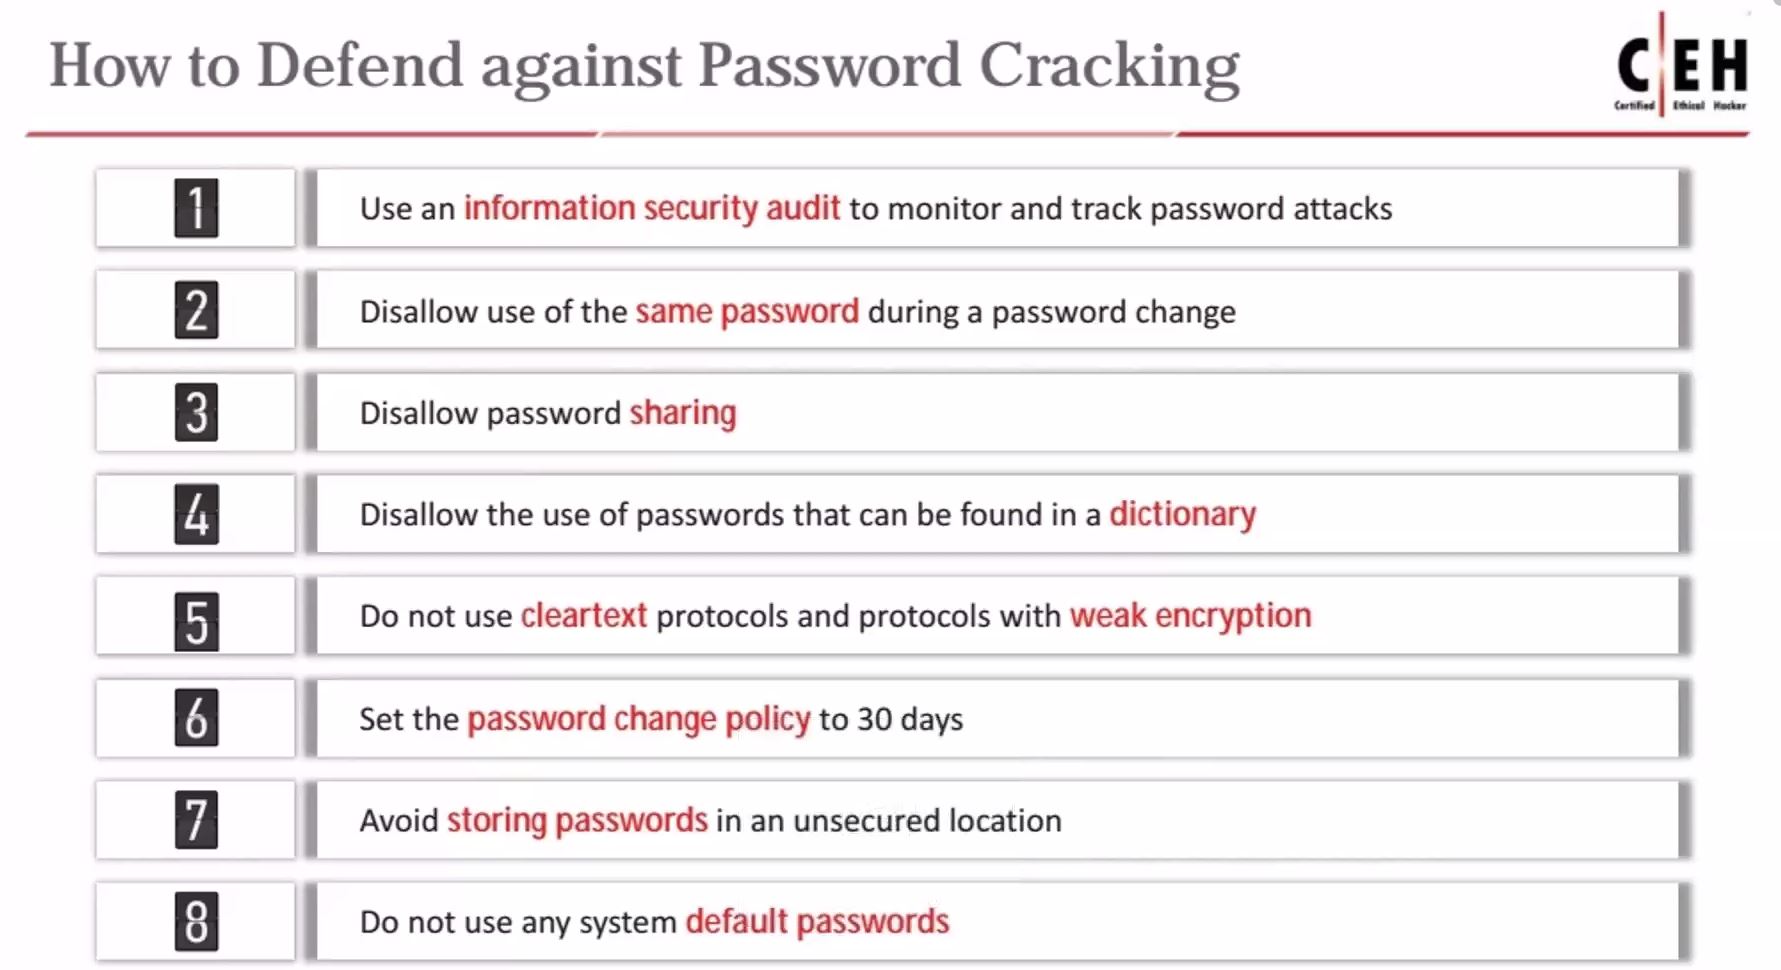 How to Defend against Password Cracking
C|EH
Certified Ethical Hacker
1 Use an information security audit to monitor and track password attacks
2 Disallow use of the same password during a password change
3 Disallow password sharing
4 Disallow the use of passwords that can be found in a dictionary
5 Do not use cleartext protocols and protocols with weak encryption
6 Set the password change policy to 30 days
7 Avoid storing passwords in an unsecured location
8 Do not use any system default passwords